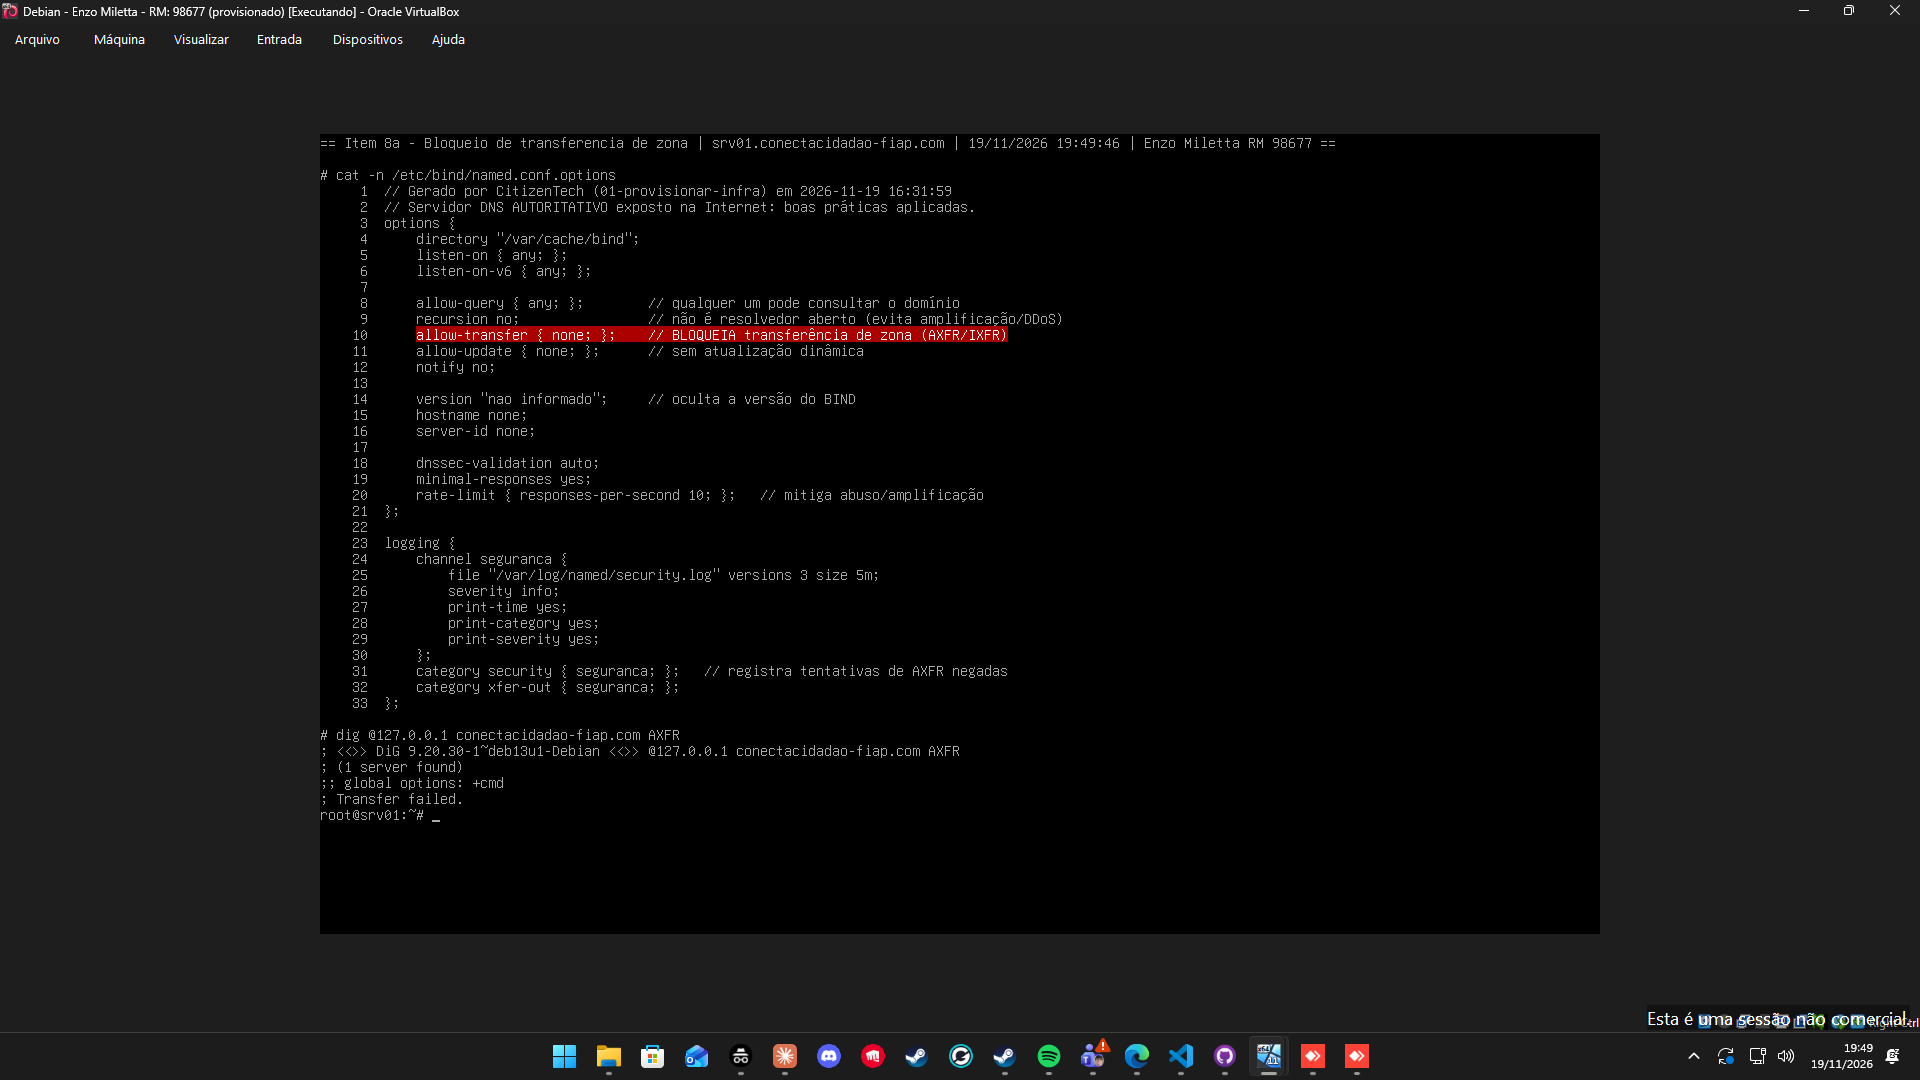 Debian - Enzo Miletta - RM: 98677 (provisionado) [Executando] - Oracle VirtualBox
Arquivo Máquina Visualizar Entrada Dispositivos Ajuda
== Item 8a - Bloqueio de transferencia de zona | srv01.conectacidadao-fiap.com | 19/11/2026 19:49:46 | Enzo Miletta RM 98677 ==
# cat -n /etc/bind/named.conf.options
1 // Gerado por CitizenTech (01-provisionar-infra) em 2026-11-19 16:31:59
2 // Servidor DNS AUTORITATIVO exposto na Internet: boas práticas aplicadas.
3 options {
4 directory "/var/cache/bind";
5 listen-on { any; };
6 listen-on-v6 { any; };
7
8 allow-query { any; }; // qualquer um pode consultar o domínio
9 recursion no; // não é resolvedor aberto (evita amplificação/DDoS)
10 allow-transfer { none; }; // BLOQUEIA transferência de zona (AXFR/IXFR)
11 allow-update { none; }; // sem atualização dinâmica
12 notify no;
13
14 version "nao informado"; // oculta a versão do BIND
15 hostname none;
16 server-id none;
17
18 dnssec-validation auto;
19 minimal-responses yes;
20 rate-limit { responses-per-second 10; }; // mitiga abuso/amplificação
21 };
22
23 logging {
24 channel seguranca {
25 file "/var/log/named/security.log" versions 3 size 5m;
26 severity info;
27 print-time yes;
28 print-category yes;
29 print-severity yes;
30 };
31 category security { seguranca; }; // registra tentativas de AXFR negadas
32 category xfer-out { seguranca; };
33 };
# dig @127.0.0.1 conectacidadao-fiap.com AXFR
; <<>> DiG 9.20.30-1~deb13u1-Debian <<>> @127.0.0.1 conectacidadao-fiap.com AXFR
; (1 server found)
;; global options: +cmd
; Transfer failed.
root@srv01:~# _
Esta é uma sessão não comercial.
19:49
19/11/2026